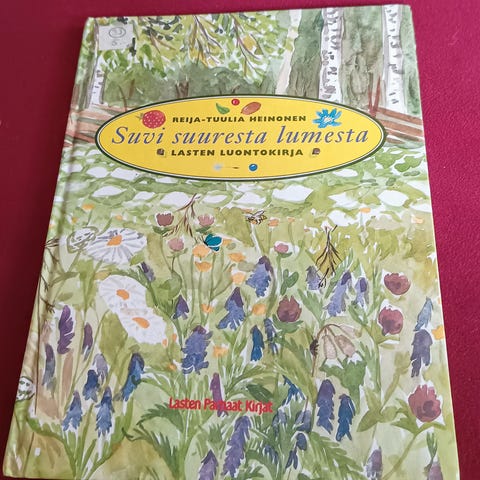 REIJA-TUULIA HEINONEN
Suvi suuresta lumesta
LASTEN LUONTOKIRJA
Lasten Parhaat Kirjat